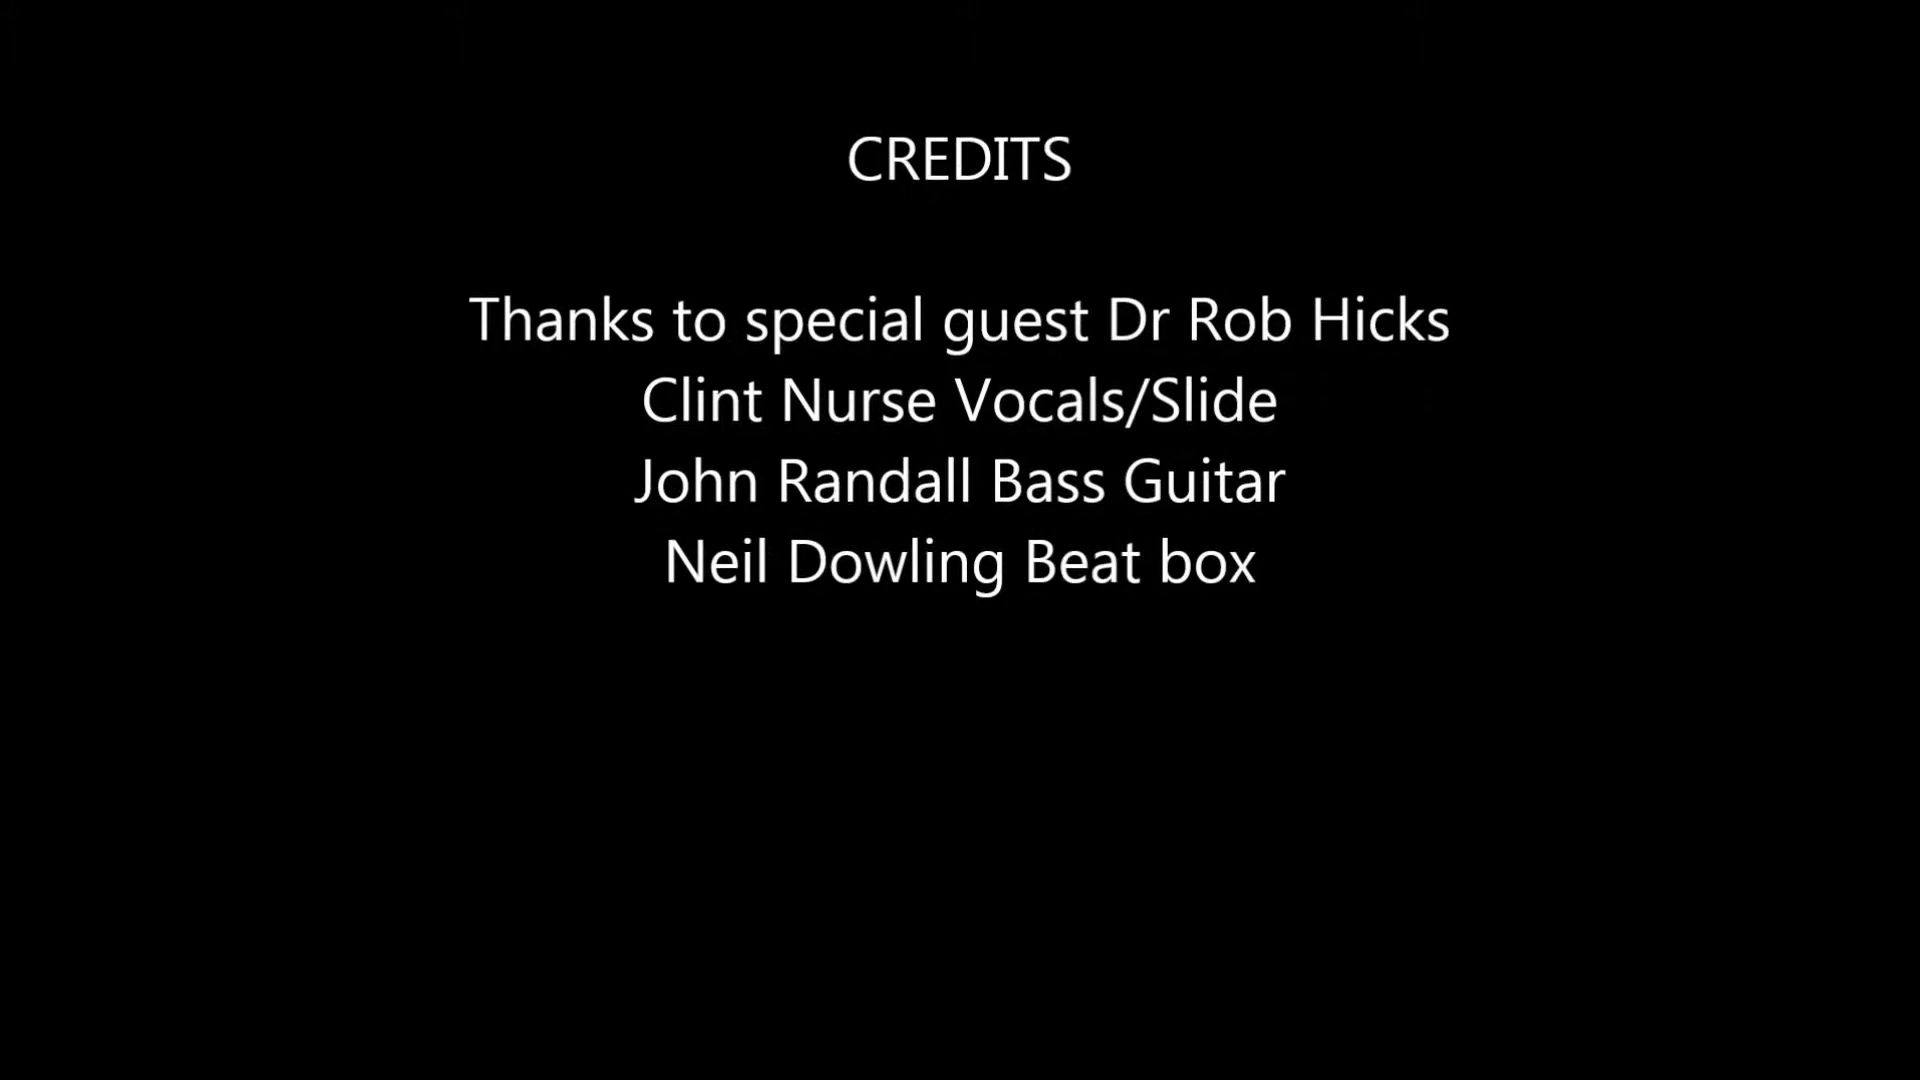 CREDITS
Thanks to special guest Dr Rob Hicks
Clint Nurse Vocals/Slide
John Randall Bass Guitar
Neil Dowling Beat box